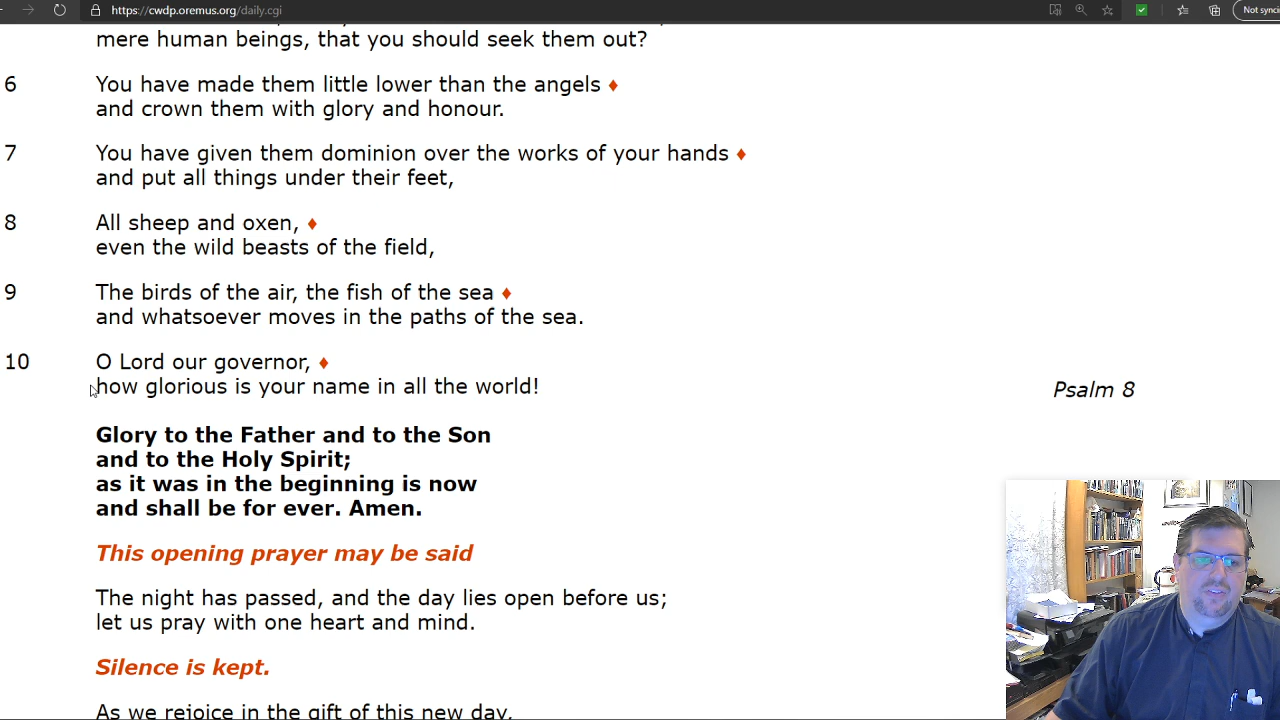 https://cwdp.oremus.org/daily.cgi
Not synci
mere human beings, that you should seek them out?
6 You have made them little lower than the angels ♦
and crown them with glory and honour.
7 You have given them dominion over the works of your hands ♦
and put all things under their feet,
8 All sheep and oxen, ♦
even the wild beasts of the field,
9 The birds of the air, the fish of the sea ♦
and whatsoever moves in the paths of the sea.
10 O Lord our governor, ♦
how glorious is your name in all the world!
Psalm 8
Glory to the Father and to the Son
and to the Holy Spirit;
as it was in the beginning is now
and shall be for ever. Amen.
This opening prayer may be said
The night has passed, and the day lies open before us;
let us pray with one heart and mind.
Silence is kept.
As we rejoice in the gift of this new day,